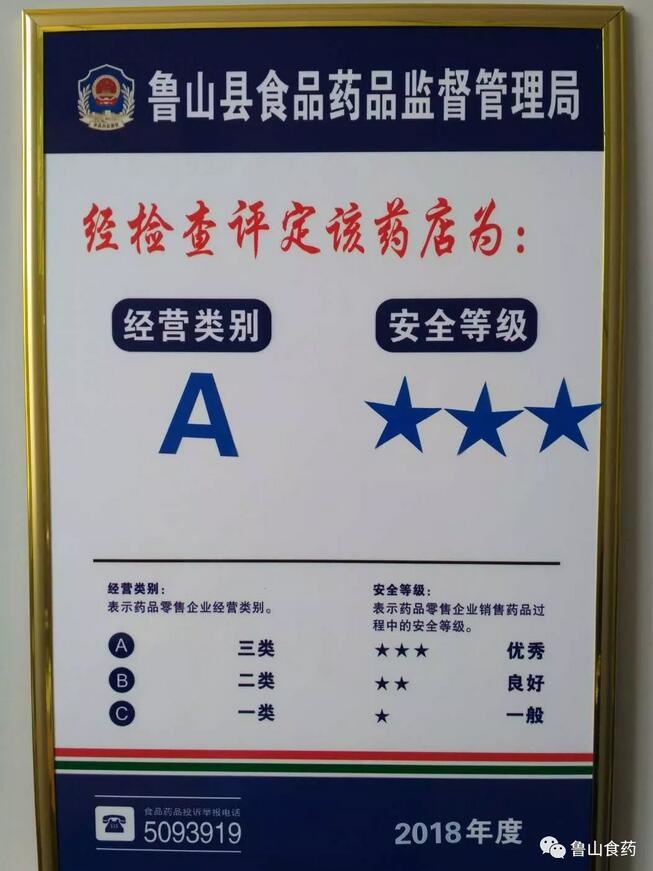 鲁山县食品药品监督管理局
经检查评定该药店为：
经营类别
安全等级
A
★★★
经营类别：
表示药品零售企业经营类别。
A 三类
B 二类
C 一类
安全等级：
表示药品零售企业销售药品过
程中的安全等级。
★★★ 优秀
★★ 良好
★ 一般
食品药品投诉举报电话
5093919
2018年度
鲁山食药